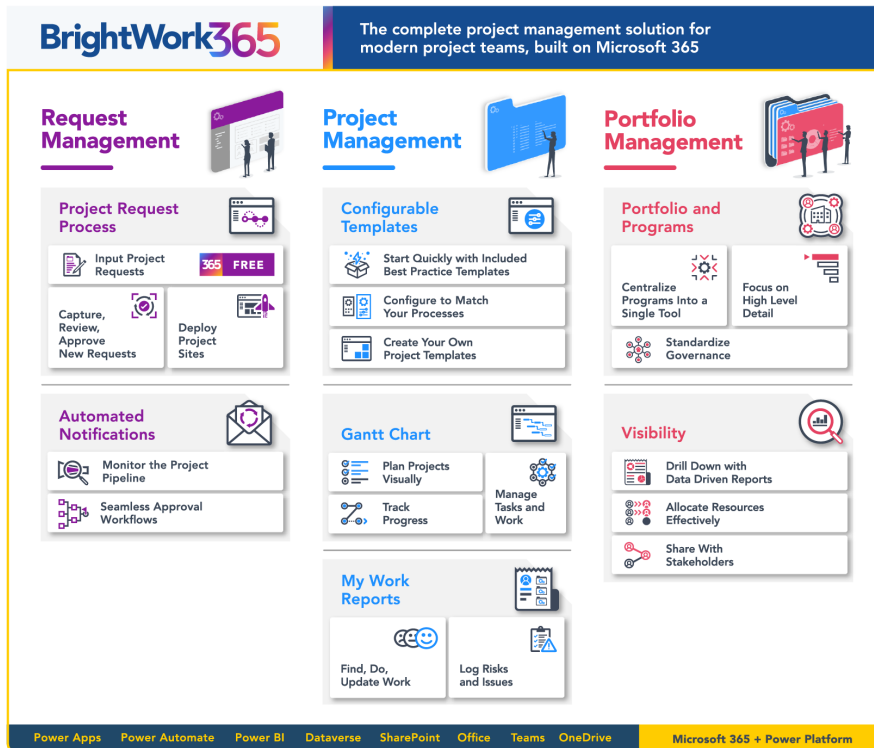 BrightWork365
The complete project management solution for
modern project teams, built on Microsoft 365
Request
Management
Project Request
Process
Input Project
Requests
365 FREE
Capture,
Review,
Approve
New Requests
Deploy
Project
Sites
Automated
Notifications
Monitor the Project
Pipeline
Seamless Approval
Workflows
Project
Management
Configurable
Templates
Start Quickly with Included
Best Practice Templates
Configure to Match
Your Processes
Create Your Own
Project Templates
Gantt Chart
Plan Projects
Visually
Track
Progress
Manage
Tasks and
Work
My Work
Reports
Find, Do,
Update Work
Log Risks
and Issues
Portfolio
Management
Portfolio and
Programs
Centralize
Programs Into a
Single Tool
Focus on
High Level
Detail
Standardize
Governance
Visibility
Drill Down with
Data Driven Reports
Allocate Resources
Effectively
Share With
Stakeholders
Power Apps Power Automate Power BI Dataverse SharePoint Office Teams OneDrive
Microsoft 365 + Power Platform